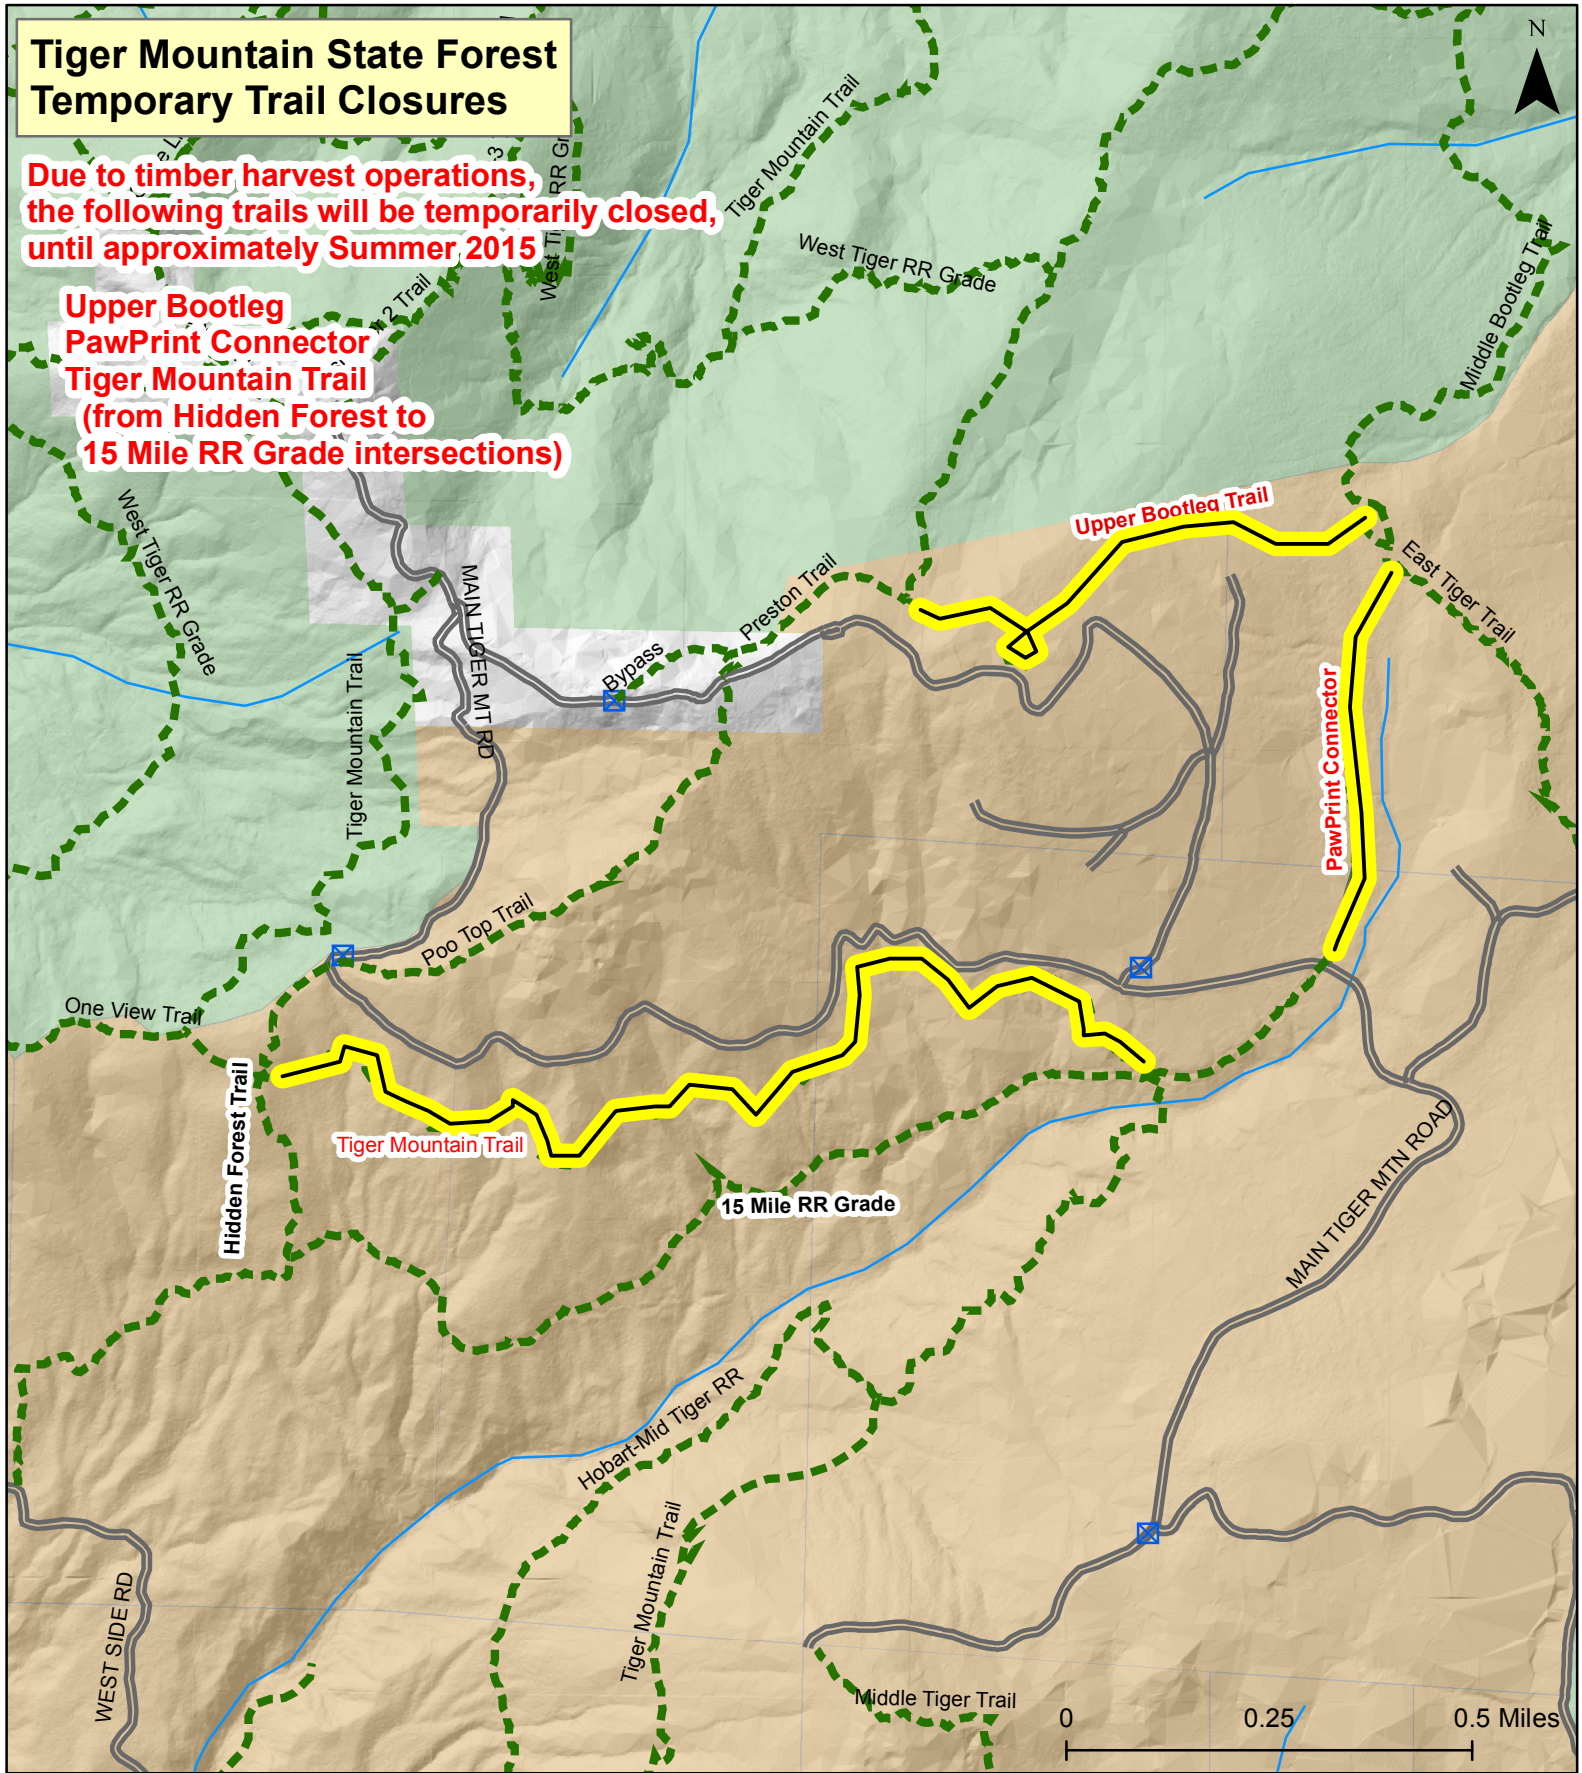 Tiger Mountain State Forest
Temporary Trail Closures
N
Due to timber harvest operations,
the following trails will be temporarily closed,
until approximately Summer 2015
Upper Bootleg
PawPrint Connector
Tiger Mountain Trail
(from Hidden Forest to
15 Mile RR Grade intersections)
Tiger Mountain Trail
West Tiger RR Grade
Middle Bootleg Trail
2 Trail
West Tiger RR Grade
Upper Bootleg Trail
East Tiger Trail
Preston Trail
Bypass
MAIN TIGER MT RD
Tiger Mountain Trail
PawPrint Connector
Poo Top Trail
One View Trail
Hidden Forest Trail
Tiger Mountain Trail
15 Mile RR Grade
MAIN TIGER MTN ROAD
Hobart-Mid Tiger RR
Tiger Mountain Trail
WEST SIDE RD
Middle Tiger Trail
0 0.25 0.5 Miles